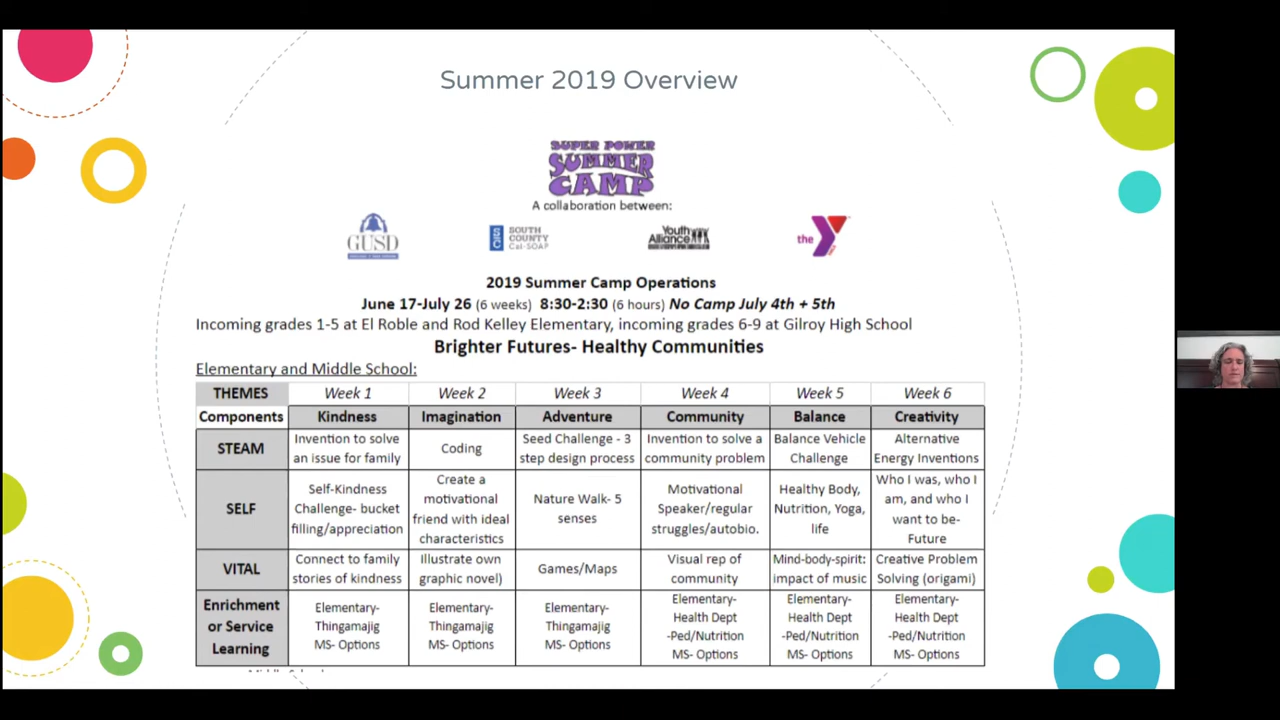 Summer 2019 Overview
SUPER POWER
SUMMER
CAMP
A collaboration between:
GUSD
SOUTH COUNTY Cal-SOAP
Youth Alliance
the Y
2019 Summer Camp Operations
June 17-July 26 (6 weeks) 8:30-2:30 (6 hours) No Camp July 4th + 5th
Incoming grades 1-5 at El Roble and Rod Kelley Elementary, incoming grades 6-9 at Gilroy High School
Brighter Futures- Healthy Communities
Elementary and Middle School:
THEMES Week 1 Week 2 Week 3 Week 4 Week 5 Week 6
Components Kindness Imagination Adventure Community Balance Creativity
STEAM
Invention to solve
an issue for family
Coding
Seed Challenge - 3
step design process
Invention to solve a
community problem
Balance Vehicle
Challenge
Alternative
Energy Inventions
SELF
Self-Kindness
Challenge- bucket
filling/appreciation
Create a
motivational
friend with ideal
characteristics
Nature Walk- 5
senses
Motivational
Speaker/regular
struggles/autobio.
Healthy Body,
Nutrition, Yoga,
life
Who I was, who I
am, and who I
want to be-
Future
VITAL
Connect to family
stories of kindness
Illustrate own
graphic novel)
Games/Maps
Visual rep of
community
Mind-body-spirit:
impact of music
Creative Problem
Solving (origami)
Enrichment
or Service
Learning
Elementary-
Thingamajig
MS- Options
Elementary-
Thingamajig
MS- Options
Elementary-
Thingamajig
MS- Options
Elementary-
Health Dept
-Ped/Nutrition
MS- Options
Elementary-
Health Dept
-Ped/Nutrition
MS- Options
Elementary-
Health Dept
-Ped/Nutrition
MS- Options